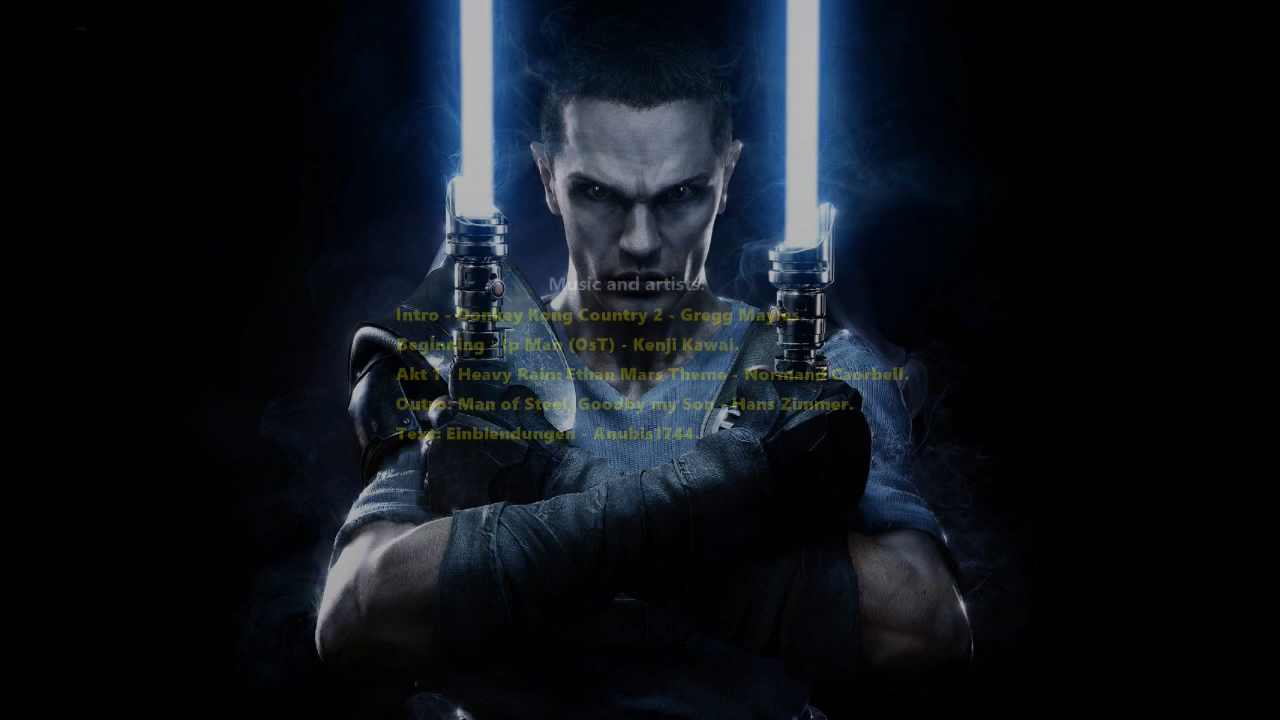 Music and artists:
Intro - Donkey Kong Country 2 - Gregg Mayles.
Beginning - Ip Man (OsT) - Kenji Kawai.
Akt 1 - Heavy Rain: Ethan Mars Theme - Normand Caorbeil.
Outro: Man of Steel, Goodby my Son - Hans Zimmer.
Text: Einblendungen - Anubis1744.